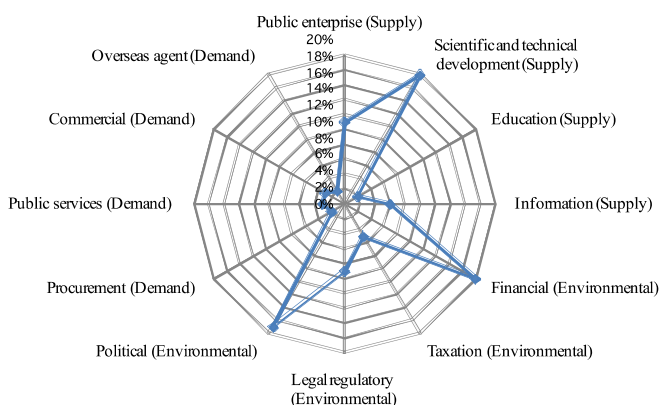 Public enterprise (Supply)
20%
18%
16%
14%
12%
10%
8%
6%
4%
2%
0%
Scientific and technical
development (Supply)
Education (Supply)
Information (Supply)
Financial (Environmental)
Taxation (Environmental)
Legal regulatory
(Environmental)
Political (Environmental)
Procurement (Demand)
Public services (Demand)
Commercial (Demand)
Overseas agent (Demand)